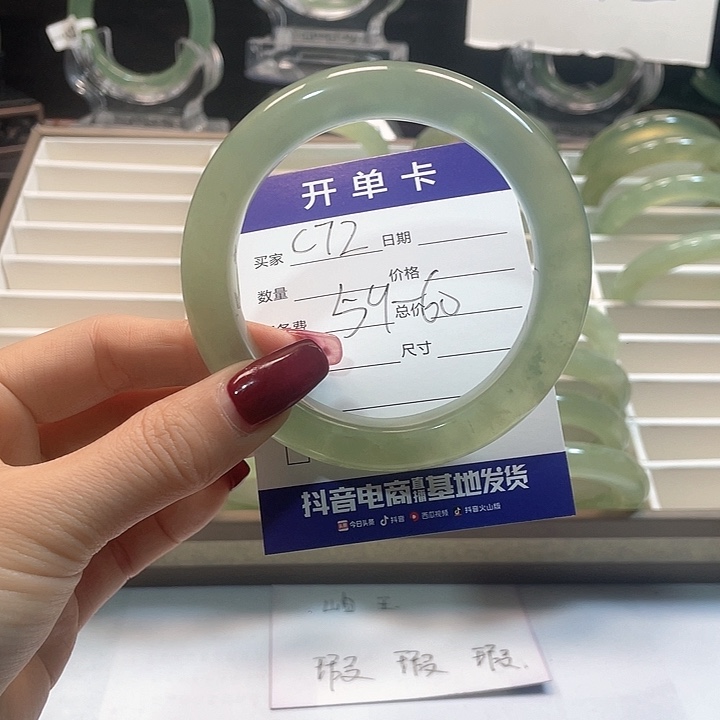 开单卡
买家 C72 日期
数量 价格
54-60
总价
尺寸
抖音电商直播基地发货
今日头条 抖音 西瓜视频 抖音火山版
瑕 瑕 瑕.